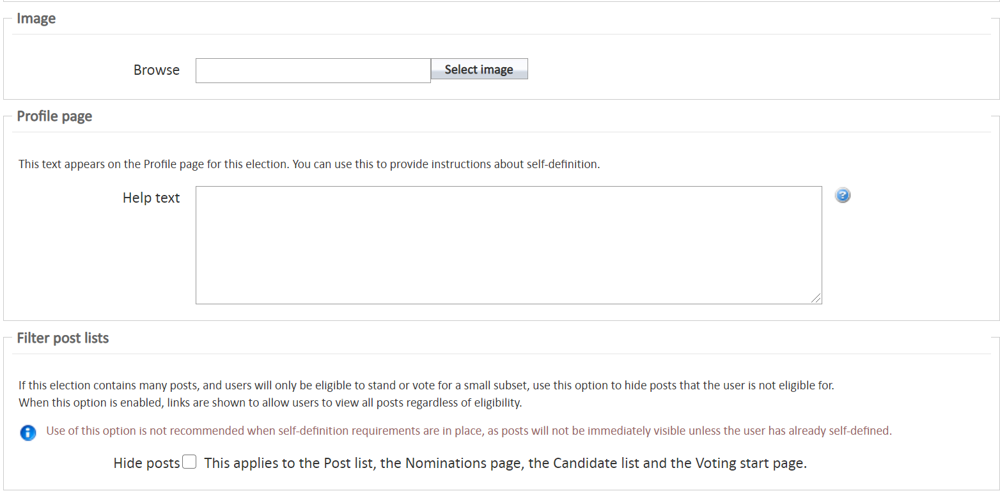 Image
Browse
Select image
Profile page
This text appears on the Profile page for this election. You can use this to provide instructions about self-definition.
Help text
?
Filter post lists
If this election contains many posts, and users will only be eligible to stand or vote for a small subset, use this option to hide posts that the user is not eligible for.
When this option is enabled, links are shown to allow users to view all posts regardless of eligibility.
i
Use of this option is not recommended when self-definition requirements are in place, as posts will not be immediately visible unless the user has already self-defined.
Hide posts This applies to the Post list, the Nominations page, the Candidate list and the Voting start page.